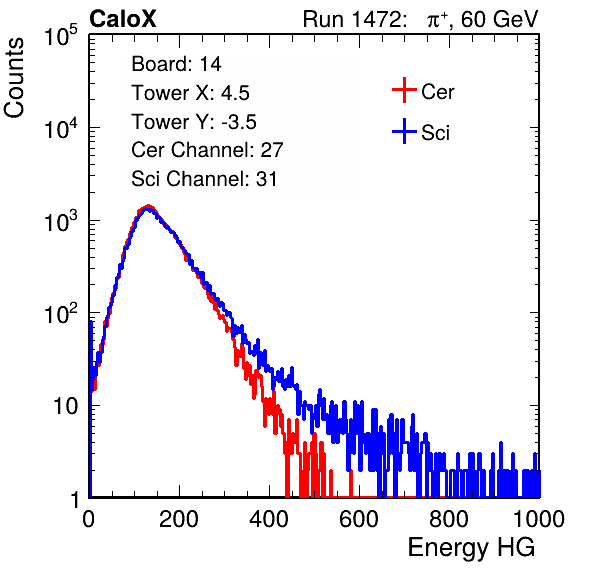 CaloX Run 1472: π⁺, 60 GeV
Counts
10⁵
10⁴
10³
10²
10
1
Board: 14
Tower X: 4.5
Tower Y: -3.5
Cer Channel: 27
Sci Channel: 31
Cer
Sci
0 200 400 600 800 1000
Energy HG